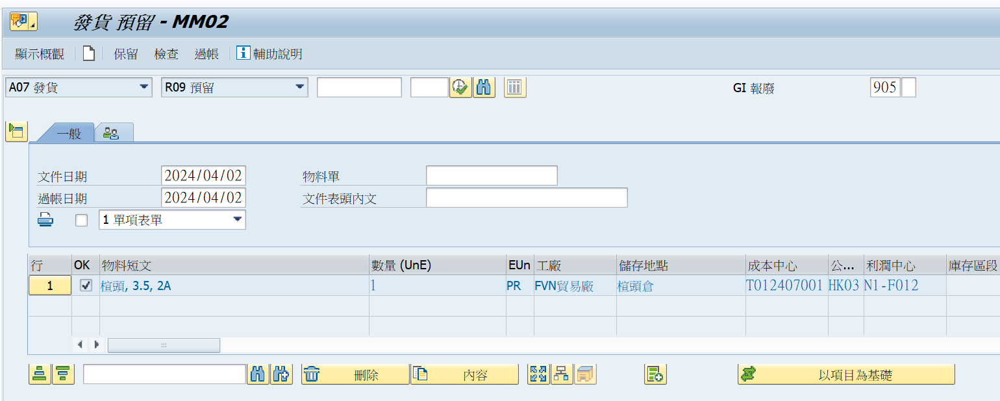 發貨 預留 - MM02
顯示概觀 保留 檢查 過帳 輔助說明
A07 發貨 R09 預留 GI 報廢 905
一般
文件日期 2024/04/02 物料單
過帳日期 2024/04/02 文件表頭內文
1 單項表單
行 OK 物料短文 數量 (UnE) EUn 工廠 儲存地點 成本中心 公... 利潤中心 庫存區段
1 楦頭, 3.5, 2A 1 PR FVN貿易廠 楦頭倉 T012407001 HK03 N1-F012
刪除 內容 以項目為基礎